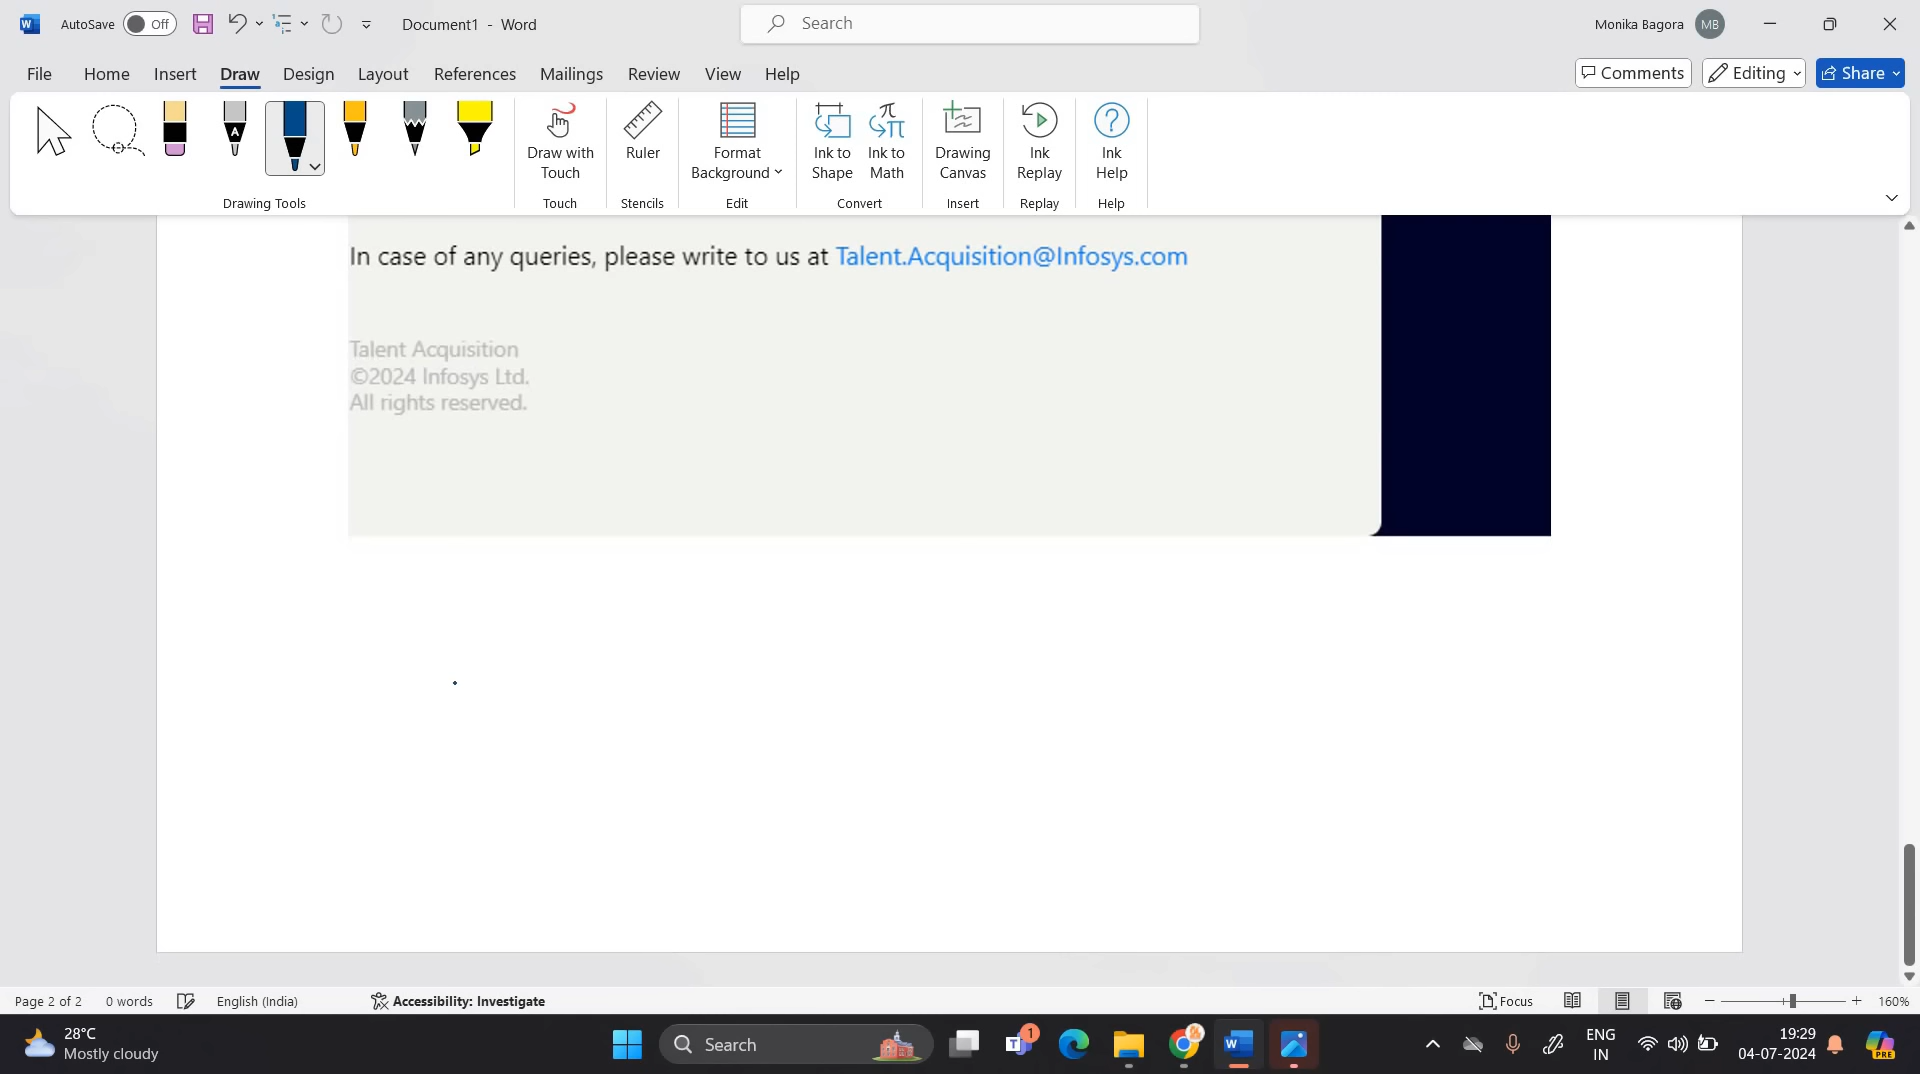 AutoSave Off Document1 - Word Search Monika Bagora MB
File Home Insert Draw Design Layout References Mailings Review View Help Comments Editing Share
A
Draw with Touch
Ruler
Format Background
Ink to Shape
Ink to Math
Drawing Canvas
Ink Replay
Ink Help
Drawing Tools Touch Stencils Edit Convert Insert Replay Help
In case of any queries, please write to us at Talent.Acquisition@Infosys.com
Talent Acquisition
©2024 Infosys Ltd.
All rights reserved.
Page 2 of 2 0 words English (India) Accessibility: Investigate Focus 160%
28°C
Mostly cloudy
Search
1
ENG
IN
19:29
04-07-2024
PRE